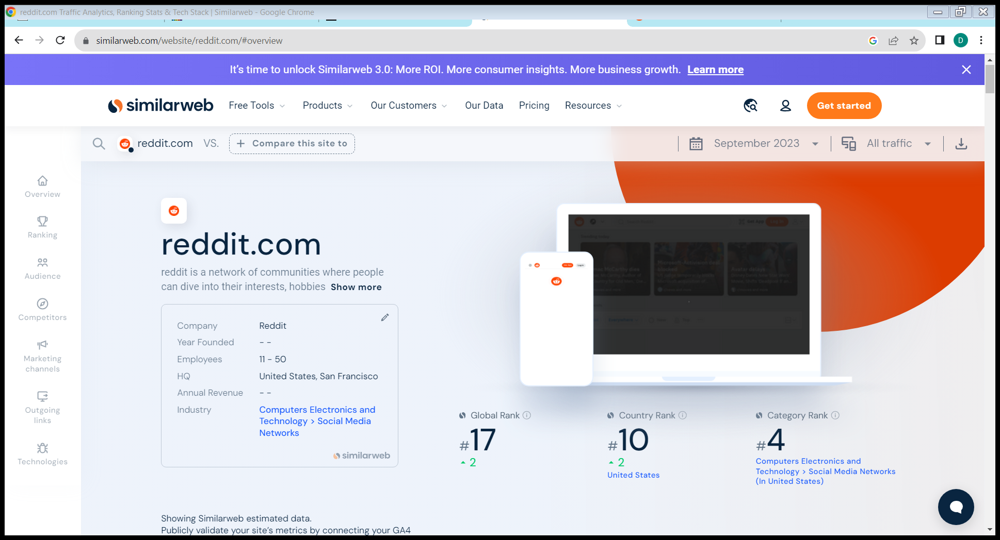 reddit.com Traffic Analytics, Ranking Stats & Tech Stack | Similarweb - Google Chrome
similarweb.com/website/reddit.com/#overview
D
It's time to unlock Similarweb 3.0: More ROI. More consumer insights. More business growth. Learn more
similarweb
Free Tools
Products
Our Customers
Our Data
Pricing
Resources
Get started
reddit.com
VS.
+ Compare this site to
September 2023
All traffic
Overview
Ranking
Audience
Competitors
Marketing
channels
Outgoing
links
Technologies
reddit.com
reddit is a network of communities where people
can dive into their interests, hobbies Show more
Company Reddit
Year Founded - -
Employees 11 - 50
HQ United States, San Francisco
Annual Revenue - -
Industry Computers Electronics and
Technology > Social Media
Networks
similarweb
Get App
Log In
Global Rank
#17
2
Country Rank
#10
2
United States
Category Rank
#4
Computers Electronics and
Technology > Social Media Networks
(In United States)
Showing Similarweb estimated data.
Publicly validate your site's metrics by connecting your GA4